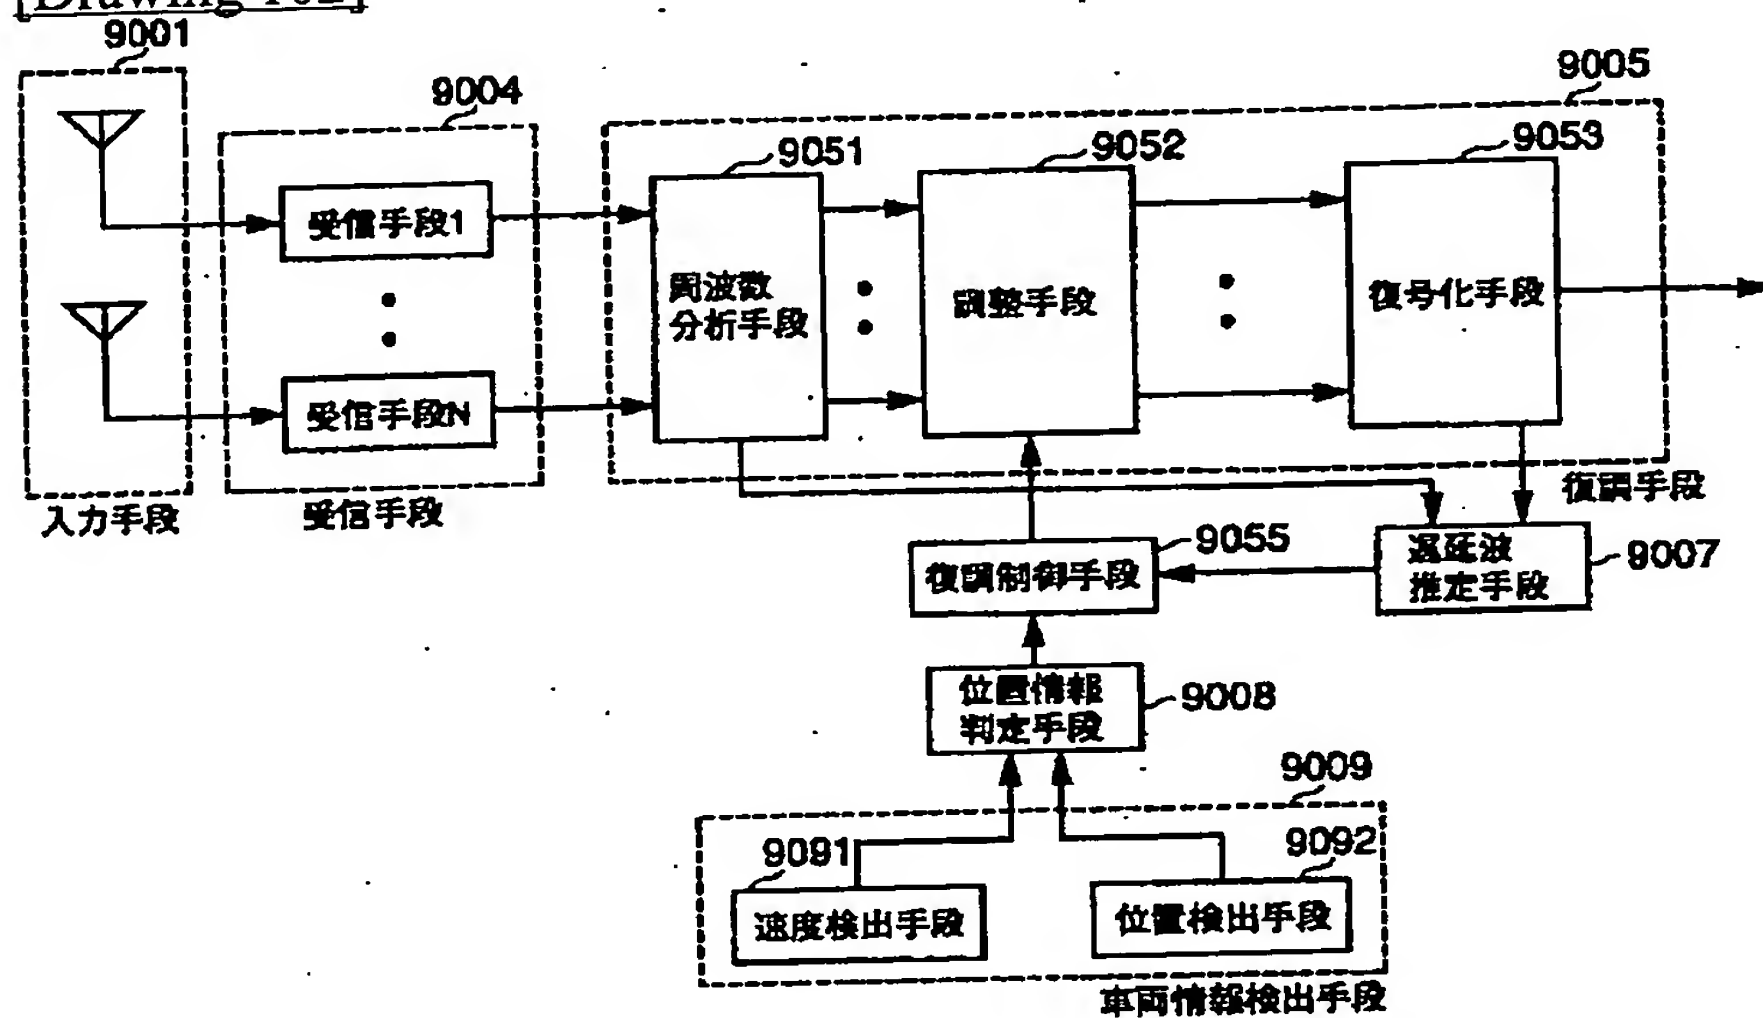 9001
9004
9005
9051
9052
9053
受信手段1
周波数
分析手段
調整手段
復号化手段
受信手段N
入力手段
受信手段
復調手段
9055
復調制御手段
遅延波
推定手段
9007
位置情報
判定手段
9008
9009
9091
9092
速度検出手段
位置検出手段
車両情報検出手段